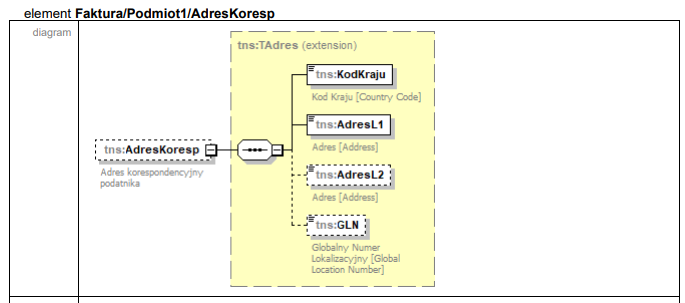 element Faktura/Podmiot1/AdresKoresp
diagram
tns:TAdres (extension)
tns:KodKraju
Kod Kraju [Country Code]
tns:AdresL1
Adres [Address]
tns:AdresKoresp
Adres korespondencyjny
podatnika
tns:AdresL2
Adres [Address]
tns:GLN
Globalny Numer
Lokalizacyjny [Global
Location Number]